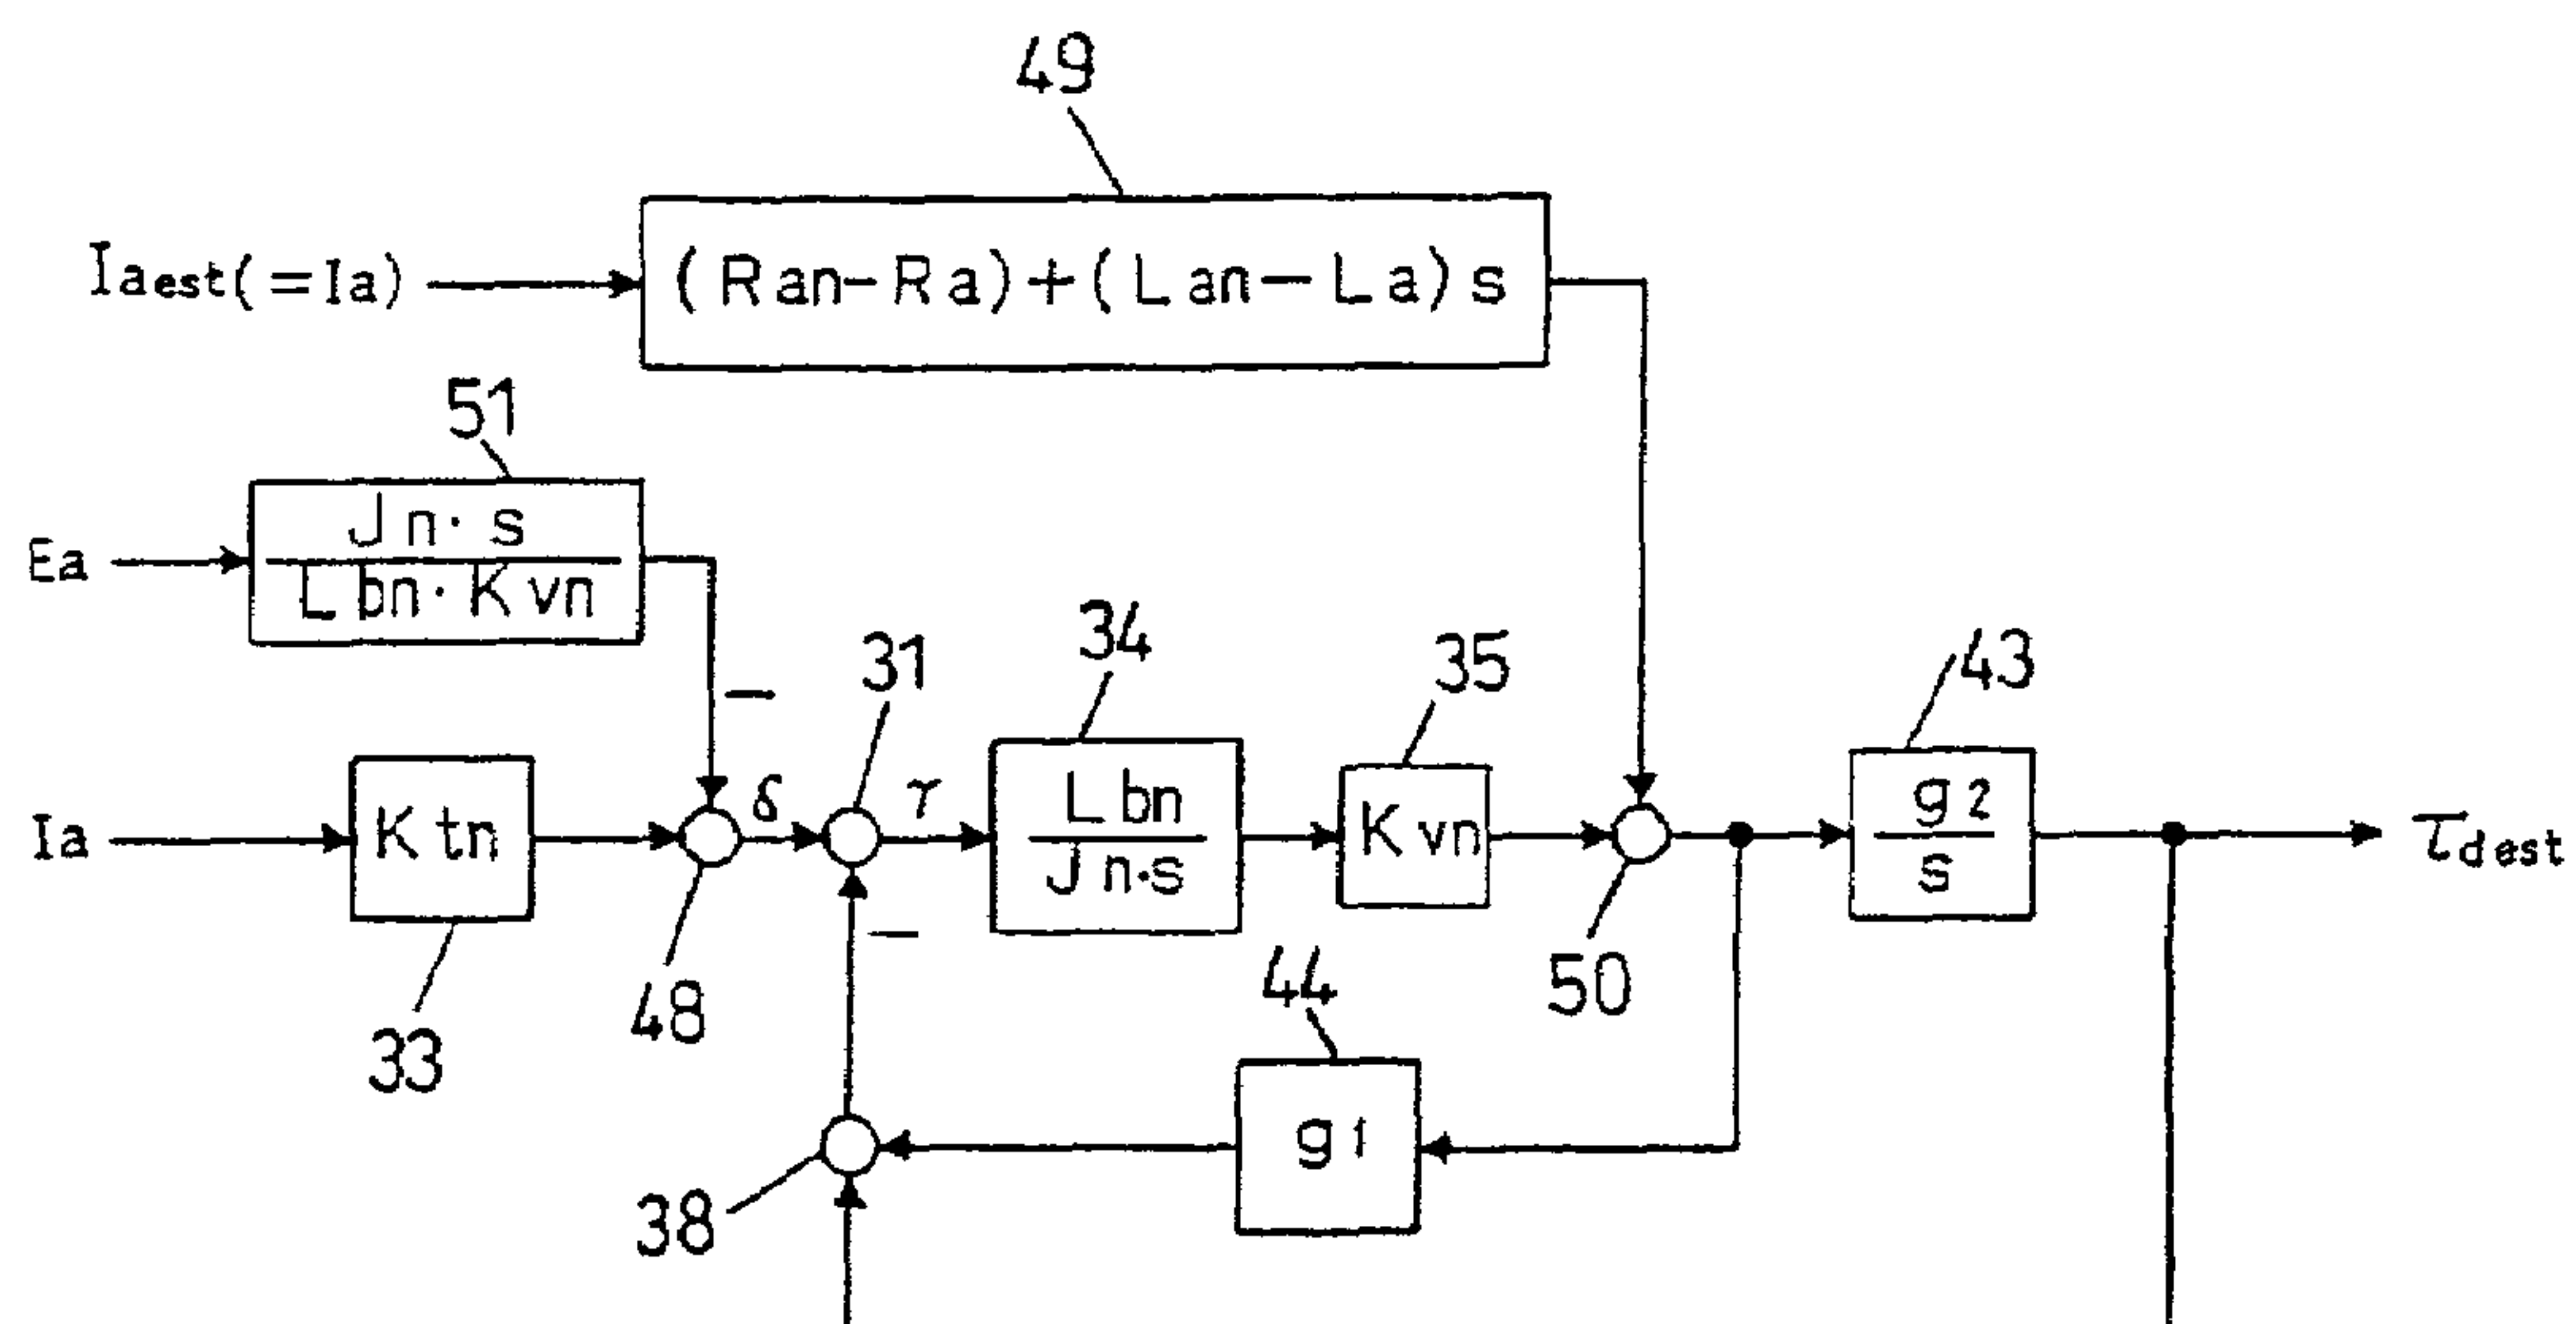 49
Iaest(=Ia)
(Ran-Ra)+(Lan-La)s
51
Ea
Jn·s
Lbn·Kvn
31
34
35
43
Ia
Ktn
δ
γ
Lbn
Jn·s
Kvn
g2
s
τdest
33
48
44
50
g1
38